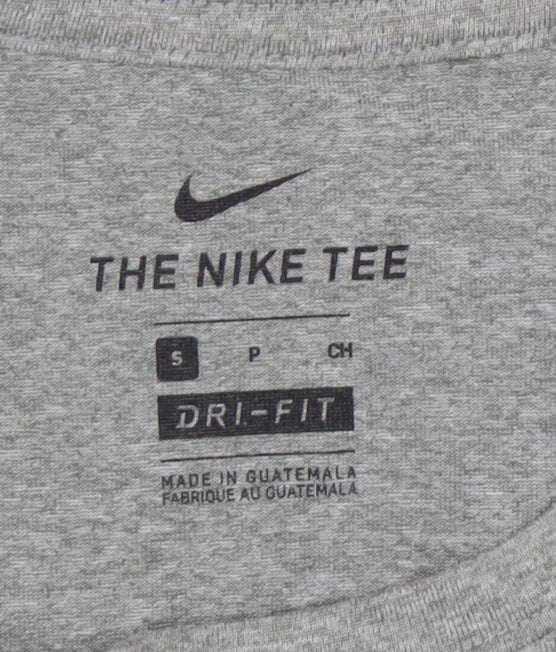 THE NIKE TEE
S P CH
DRI-FIT
MADE IN GUATEMALA
FABRIQUE AU GUATEMALA